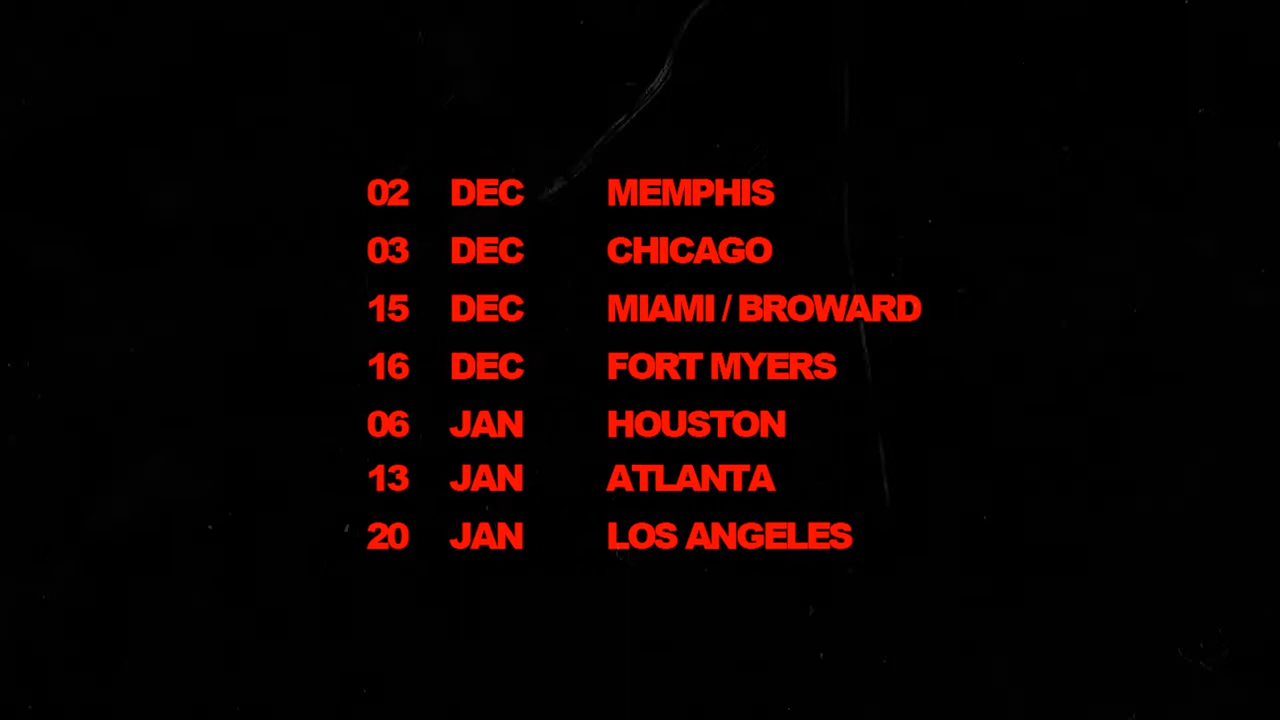 02 DEC MEMPHIS
03 DEC CHICAGO
15 DEC MIAMI / BROWARD
16 DEC FORT MYERS
06 JAN HOUSTON
13 JAN ATLANTA
20 JAN LOS ANGELES